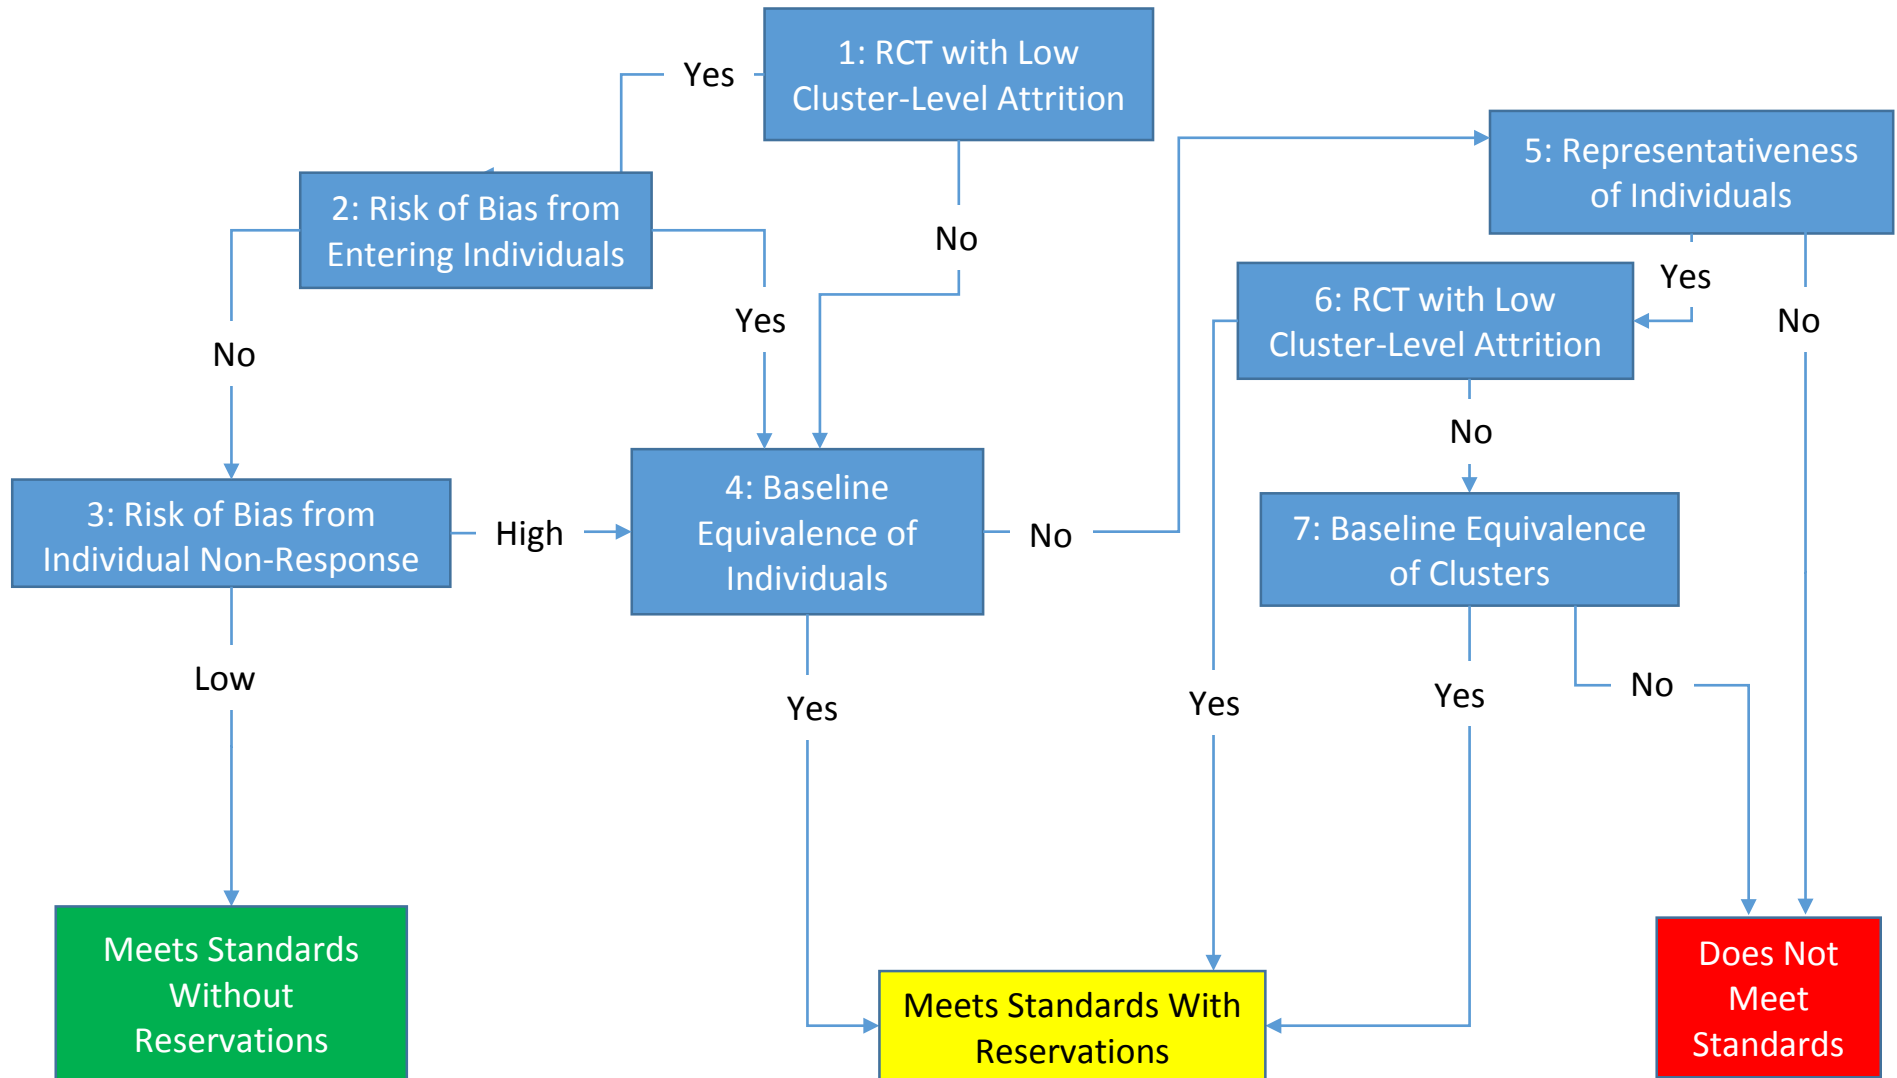 1: RCT with Low
Cluster-Level Attrition
Yes
No
2: Risk of Bias from
Entering Individuals
No
Yes
3: Risk of Bias from
Individual Non-Response
High
Low
4: Baseline
Equivalence of
Individuals
No
Yes
5: Representativeness
of Individuals
Yes
No
6: RCT with Low
Cluster-Level Attrition
No
Yes
7: Baseline Equivalence
of Clusters
Yes
No
Meets Standards
Without
Reservations
Meets Standards With
Reservations
Does Not
Meet
Standards